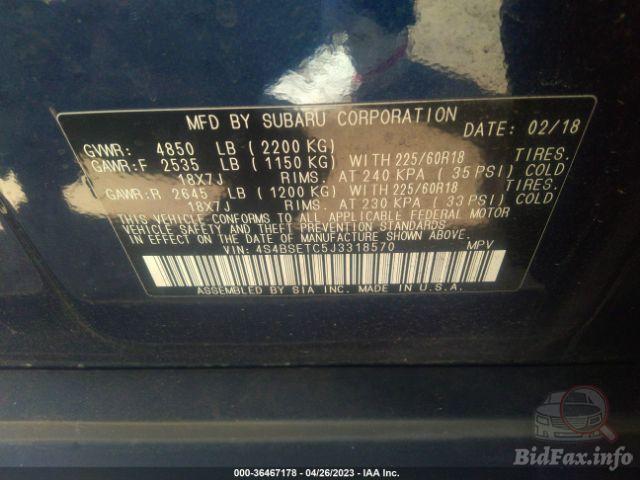 MFD BY SUBARU CORPORATION
DATE: 02/18
GVWR: 4850 LB (2200 KG)
GAWR:F 2535 LB (1150 KG) WITH 225/60R18 TIRES.
18X7J RIMS. AT 240 KPA (35 PSI) COLD
GAWR:R 2645 LB (1200 KG) WITH 225/60R18 TIRES.
18X7J RIMS. AT 230 KPA (33 PSI) COLD
THIS VEHICLE CONFORMS TO ALL APPLICABLE FEDERAL MOTOR
VEHICLE SAFETY AND THEFT PREVENTION STANDARDS
IN EFFECT ON THE DATE OF MANUFACTURE SHOWN ABOVE.
VIN: 4S4BSETC5J3318570 MPV
ASSEMBLED BY SIA INC. MADE IN U.S.A.
BidFax.info
000-36467178 - 04/26/2023 - IAA Inc.